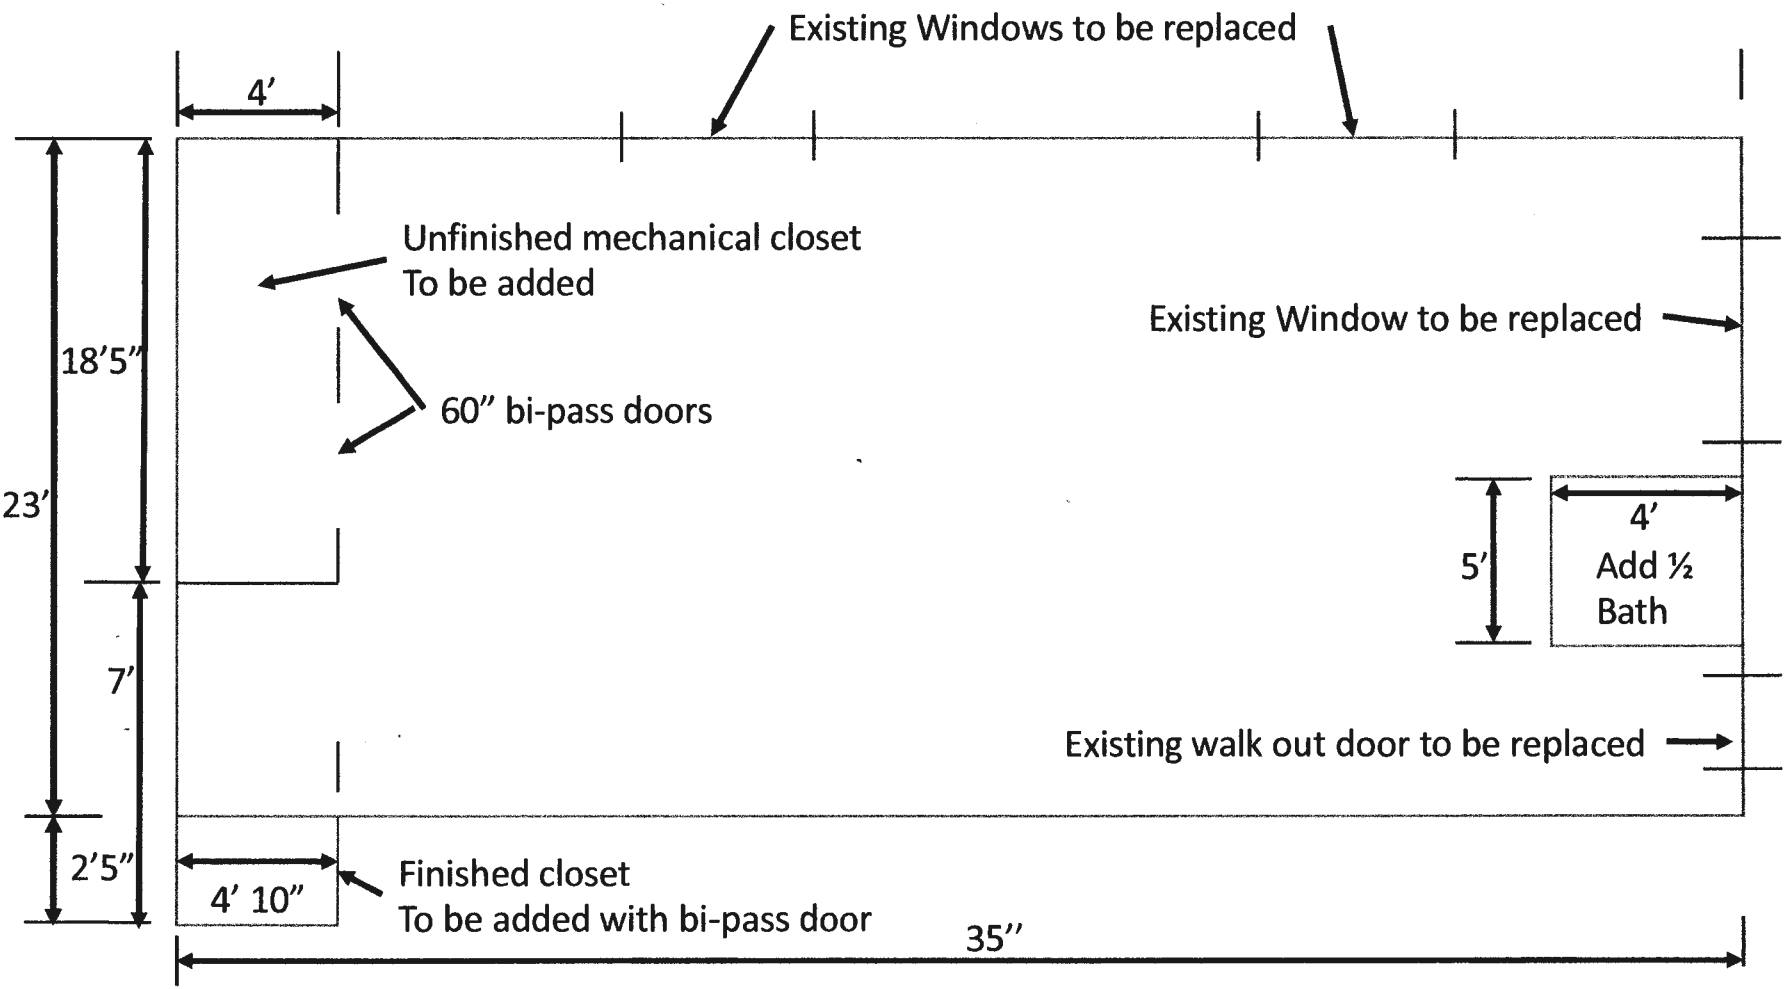 Existing Windows to be replaced
4’
Unfinished mechanical closet
To be added
Existing Window to be replaced
18’5”
60” bi-pass doors
23’
4’
5’
Add ½
Bath
7’
Existing walk out door to be replaced
2’5”
4’ 10”
Finished closet
To be added with bi-pass door
35’’